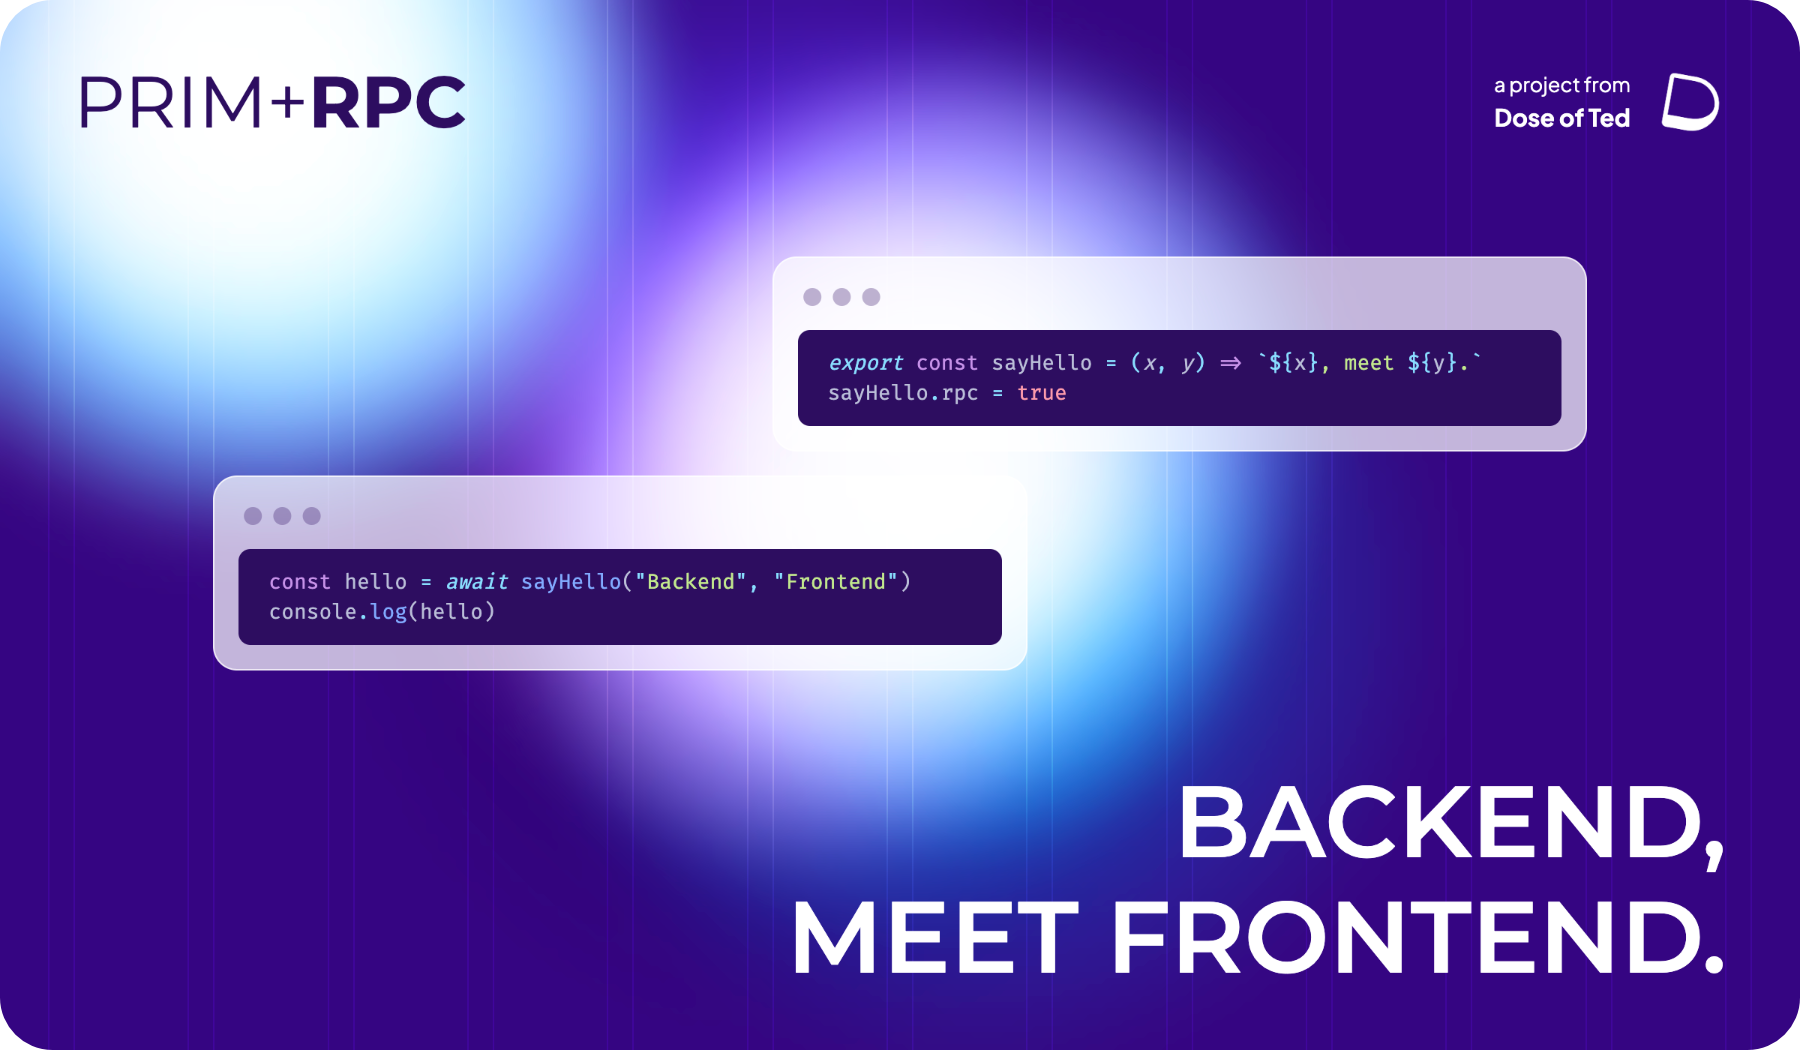 PRIM+RPC
a project from
Dose of Ted
export const sayHello = (x, y) => `${x}, meet ${y}.`
sayHello.rpc = true
const hello = await sayHello("Backend", "Frontend")
console.log(hello)
BACKEND,
MEET FRONTEND.